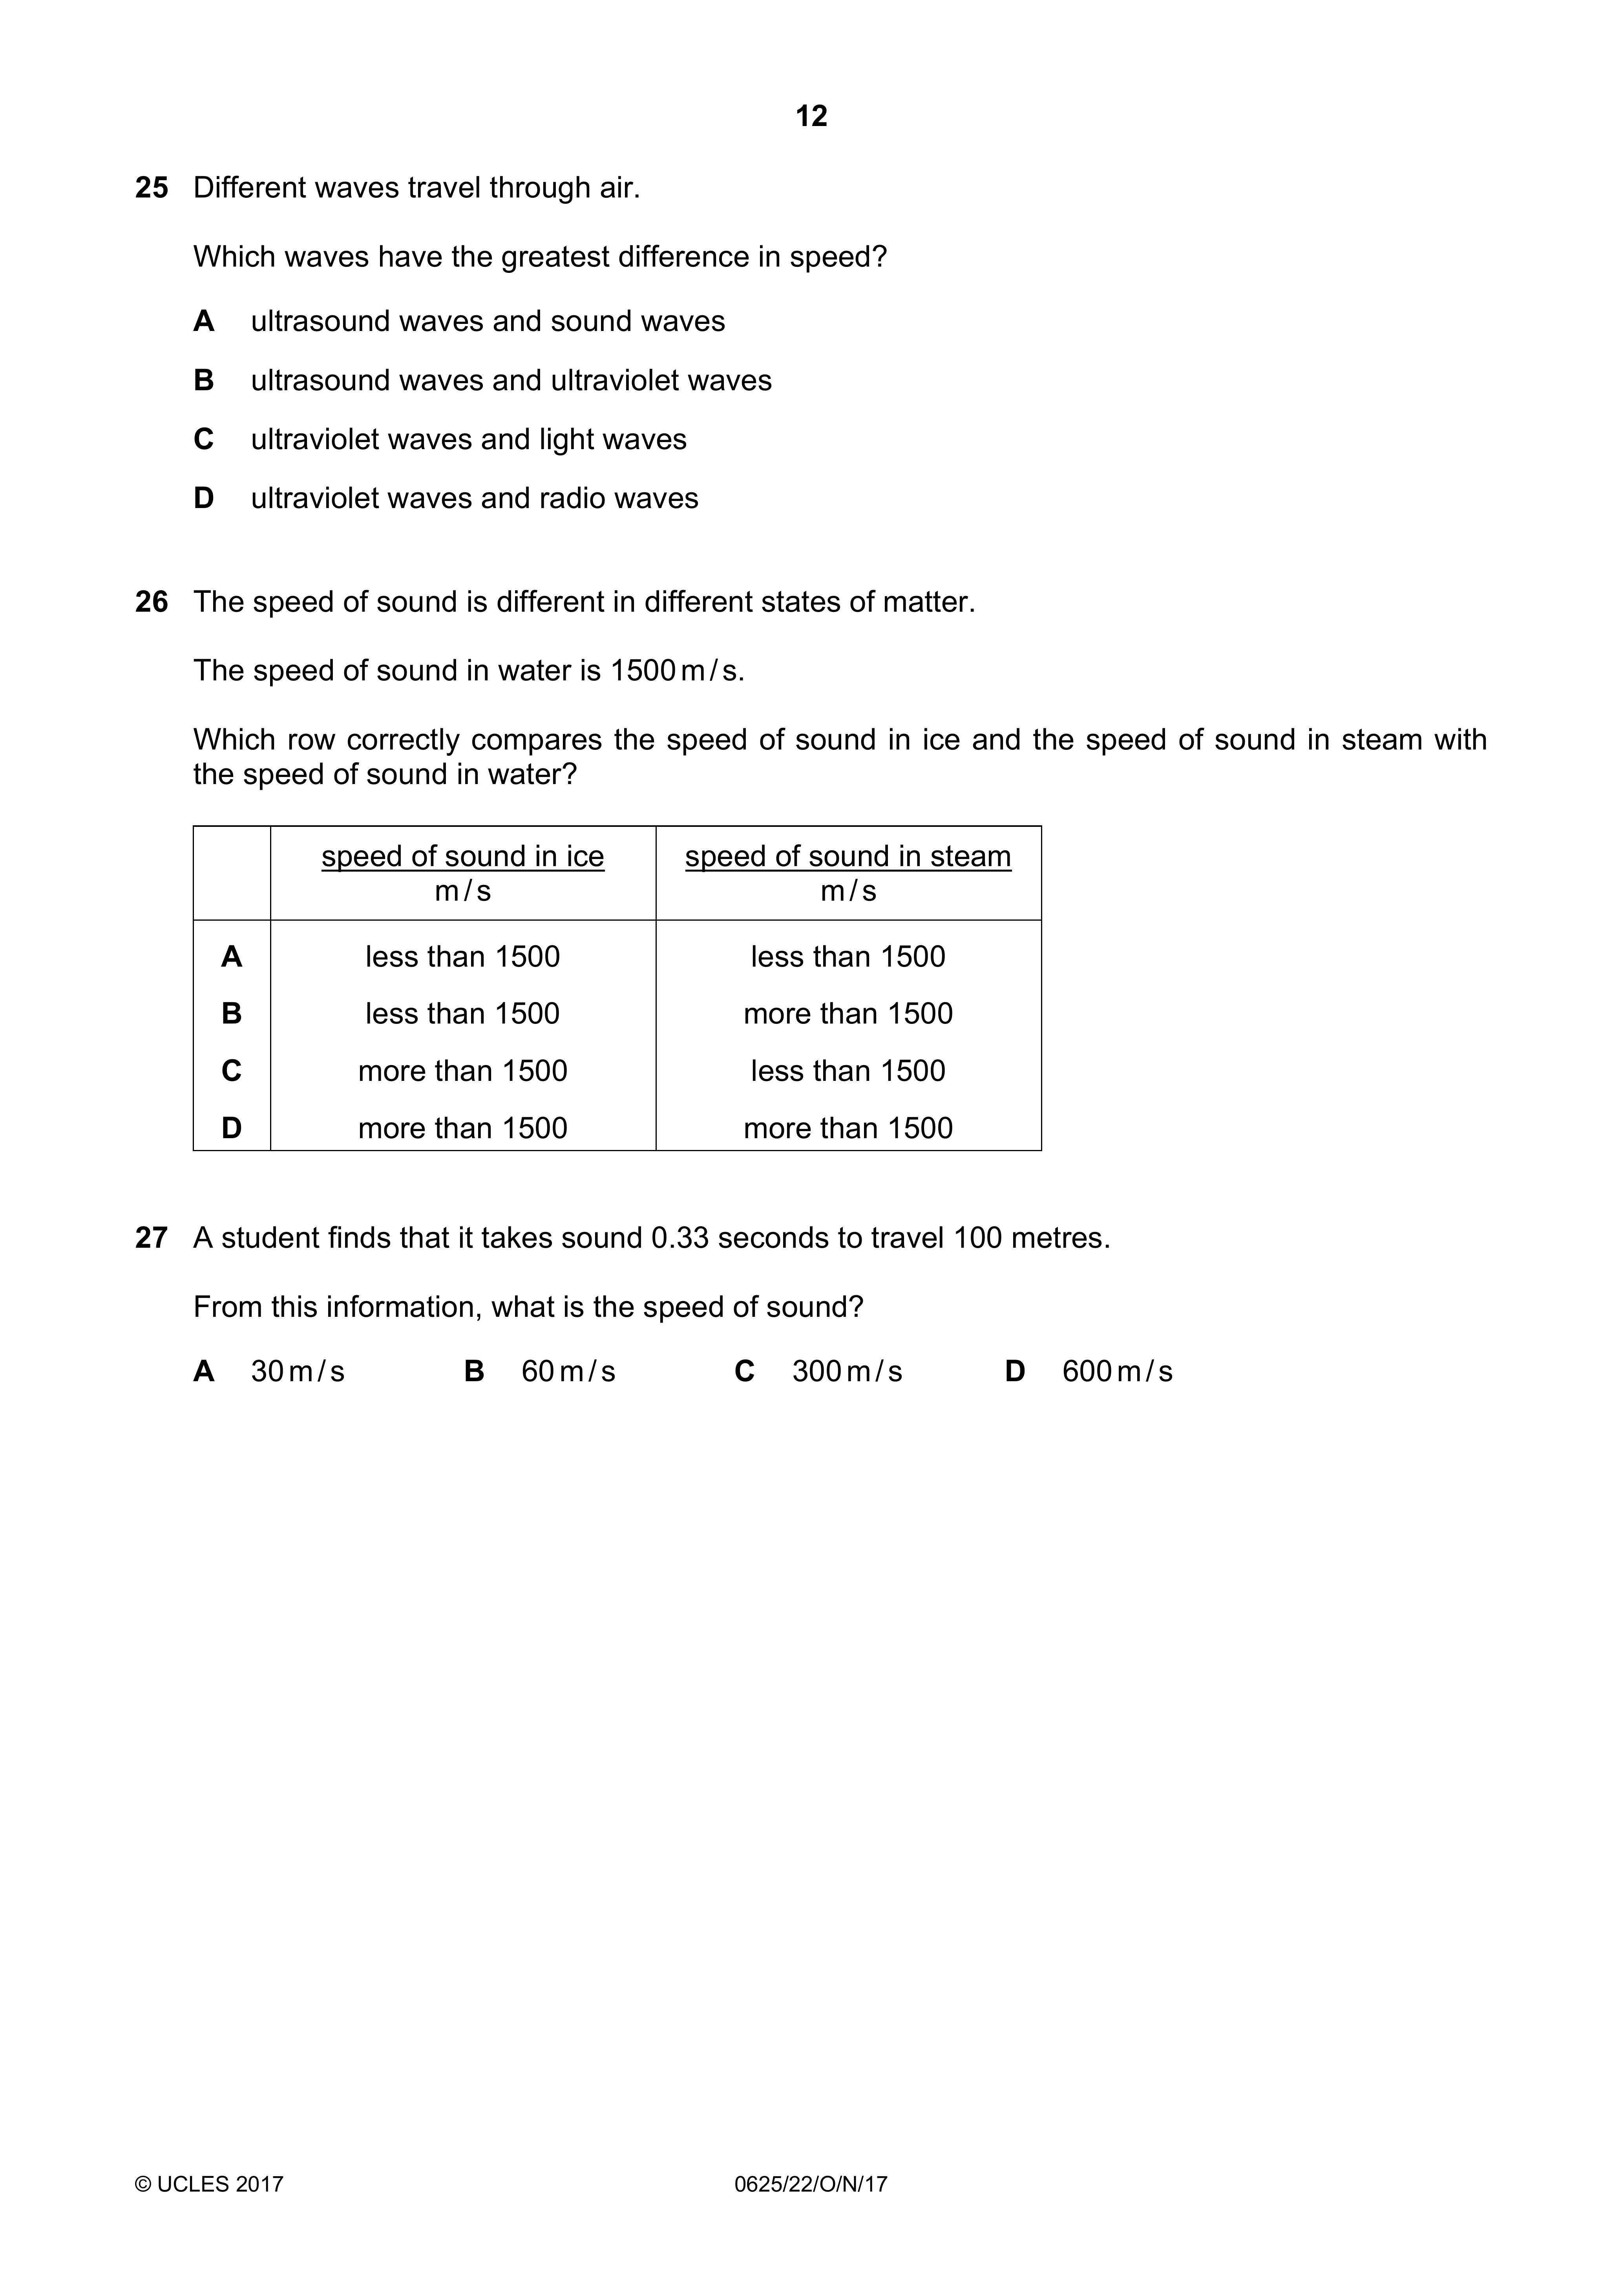 12
25 Different waves travel through air.
Which waves have the greatest difference in speed?
A ultrasound waves and sound waves
B ultrasound waves and ultraviolet waves
C ultraviolet waves and light waves
D ultraviolet waves and radio waves
26 The speed of sound is different in different states of matter.
The speed of sound in water is 1500 m / s.
Which row correctly compares the speed of sound in ice and the speed of sound in steam with
the speed of sound in water?
speed of sound in ice speed of sound in steam
m / s m / s
A less than 1500 less than 1500
B less than 1500 more than 1500
C more than 1500 less than 1500
D more than 1500 more than 1500
27 A student finds that it takes sound 0.33 seconds to travel 100 metres.
From this information, what is the speed of sound?
A 30 m / s B 60 m / s C 300 m / s D 600 m / s
© UCLES 2017 0625/22/O/N/17